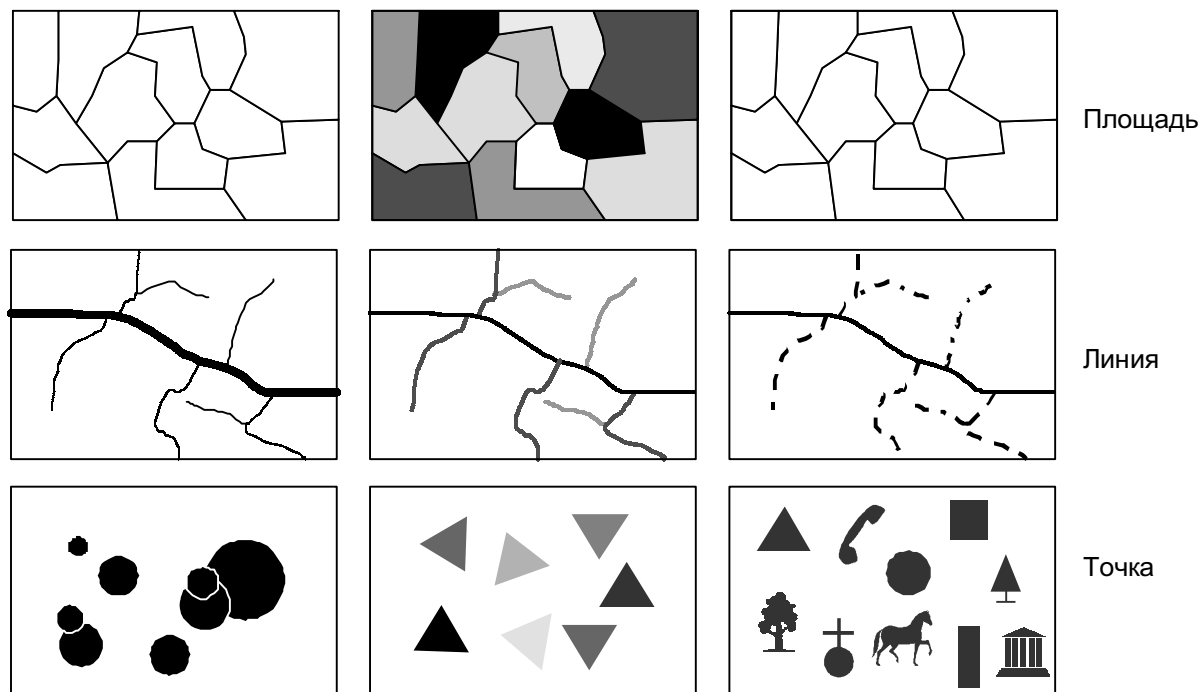 Площадь
Линия
Точка